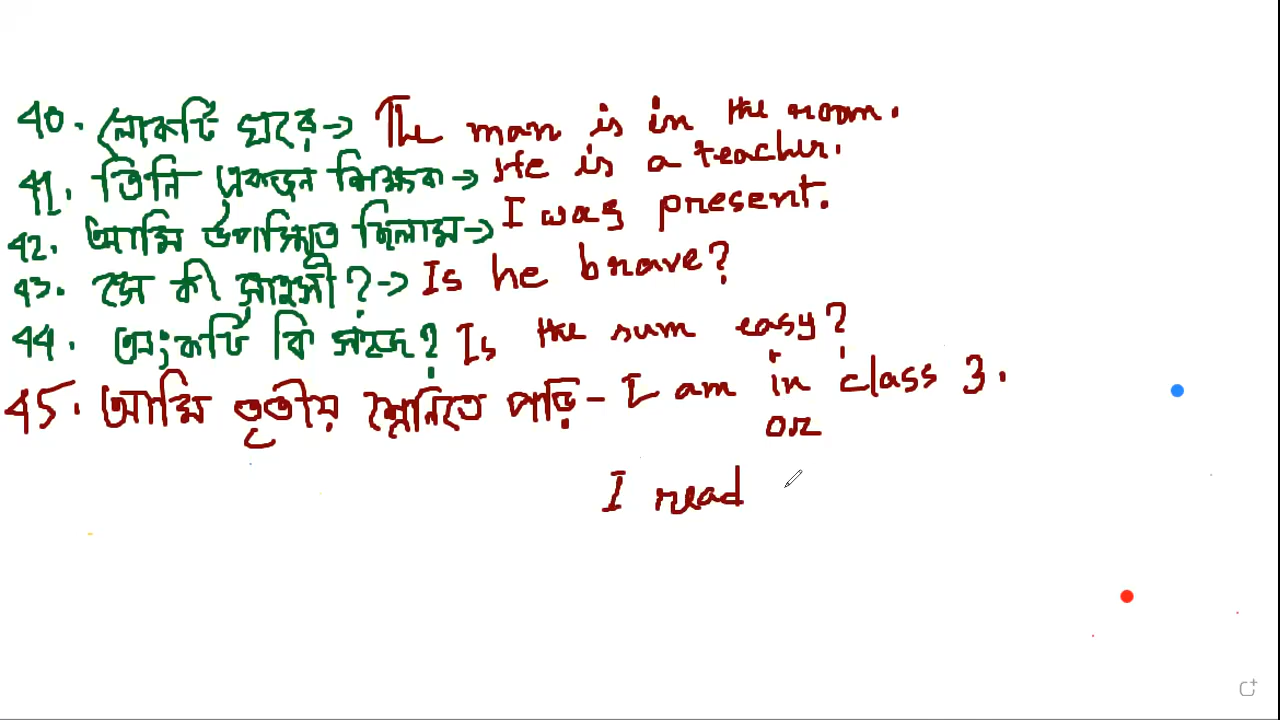 40. লোকটি ঘরে-> The man is in the room.
41. তিনি একজন শিক্ষক -> He is a teacher.
42. আমি উপস্থিত ছিলাম-> I was present.
43. সে কী সাহসী?-> Is he brave?
44. অংকটি কি সহজ? Is the sum easy?
45. আমি তৃতীয় শ্রেনিতে পড়ি- I am in class 3.
or
I read